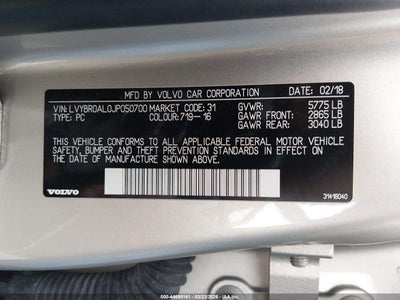 MFD BY VOLVO CAR CORPORATION DATE: 02/18
VIN:LVYBR0AL0JP050700 MARKET CODE: 31 GVWR: 5775 LB
TYPE: PC COLOUR:719-16 GAWR FRONT: 2865 LB
GAWR REAR: 3040 LB
THIS VEHICLE CONFORMS TO ALL APPLICABLE FEDERAL MOTOR VEHICLE
SAFETY, BUMPER AND THEFT PREVENTION STANDARDS IN EFFECT ON
THE DATE OF MANUFACTURE SHOWN ABOVE.
VOLVO
31416040